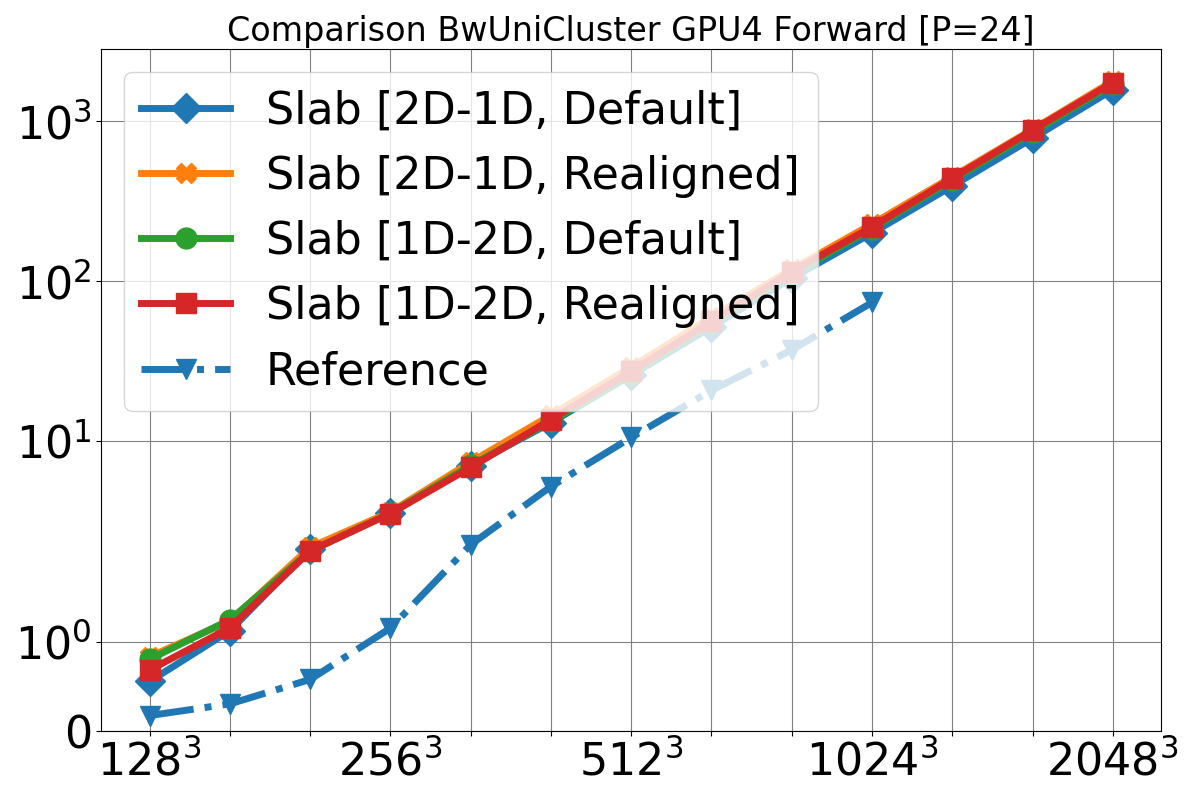 Comparison BwUniCluster GPU4 Forward [P=24]
Slab [2D-1D, Default]
Slab [2D-1D, Realigned]
Slab [1D-2D, Default]
Slab [1D-2D, Realigned]
Reference
10³
10²
10¹
10⁰
0
128³ 256³ 512³ 1024³ 2048³